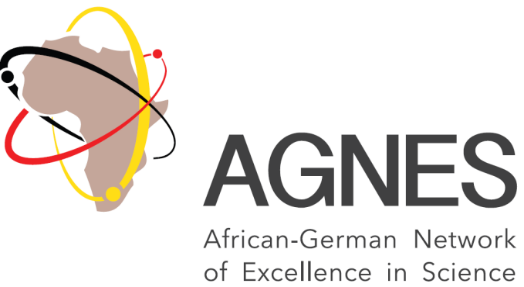 AGNES
African-German Network
of Excellence in Science